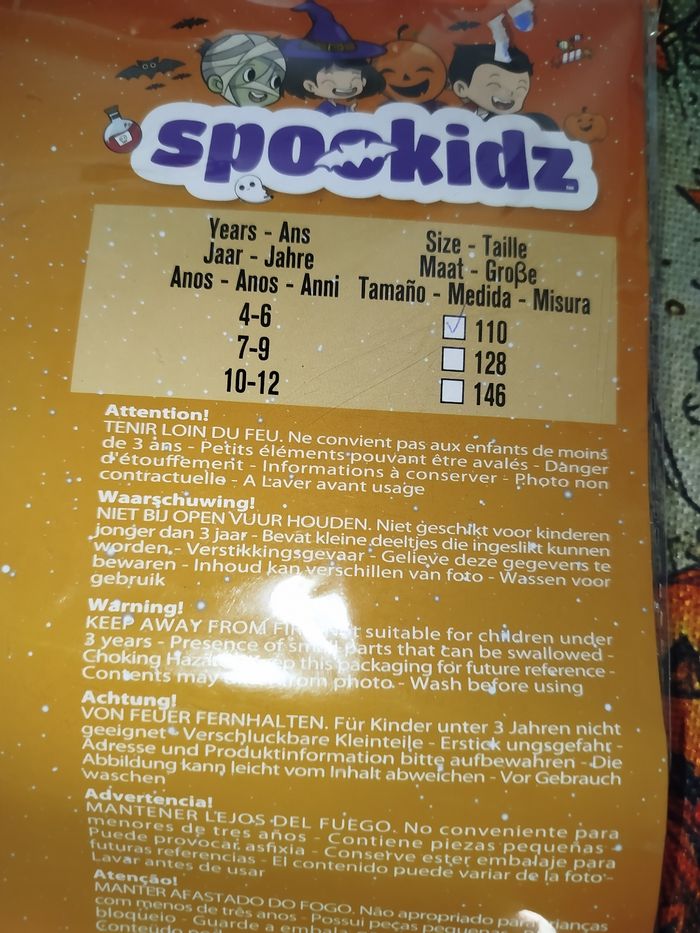 spookidz
Years - Ans
Jaar - Jahre
Anos - Anos - Anni
Size - Taille
Maat - Große
Tamaño - Medida - Misura
4-6
110
7-9
128
10-12
146
Attention!
TENIR LOIN DU FEU. Ne convient pas aux enfants de moins
de 3 ans - Petits éléments pouvant être avalés - Danger
d'étouffement - Informations à conserver - Photo non
contractuelle - A Laver avant usage
Waarschuwing!
NIET BIJ OPEN VUUR HOUDEN. Niet geschikt voor kinderen
jonger dan 3 jaar - Bevat kleine deeltjes die ingeslikt kunnen
worden. - Verstikkingsgevaar - Gelieve deze gegevens te
bewaren - Inhoud kan verschillen van foto - Wassen voor
gebruik
Warning!
KEEP AWAY FROM suitable for children under
3 years - Presence of small parts that can be swallowed -
Choking this packaging for future reference -
Contents may from photo - Wash before using
Achtung!
VON FEUER FERNHALTEN. Für Kinder unter 3 Jahren nicht
geeignet - Verschluckbare Kleinteile - Erstick ungsgefahr -
Adresse und Produktinformation bitte aufbewahren - Die
Abbildung kann leicht vom Inhalt abweichen - Vor Gebrauch
waschen
Advertencia!
MANTENER LEJOS DEL FUEGO. No conveniente para
menores de tres años - Contiene piezas pequeñas -
Puede provocar asfixia - Conserve ester embalaje para
futuras referencias - El contenido puede variar de la foto -
Lavar antes de usar
Atenção!
MANTER AFASTADO DO FOGO. Não apropriado para crianças
com menos de três anos - Possui peças pequenas
bloqueio - Guarde a
Conteúdo